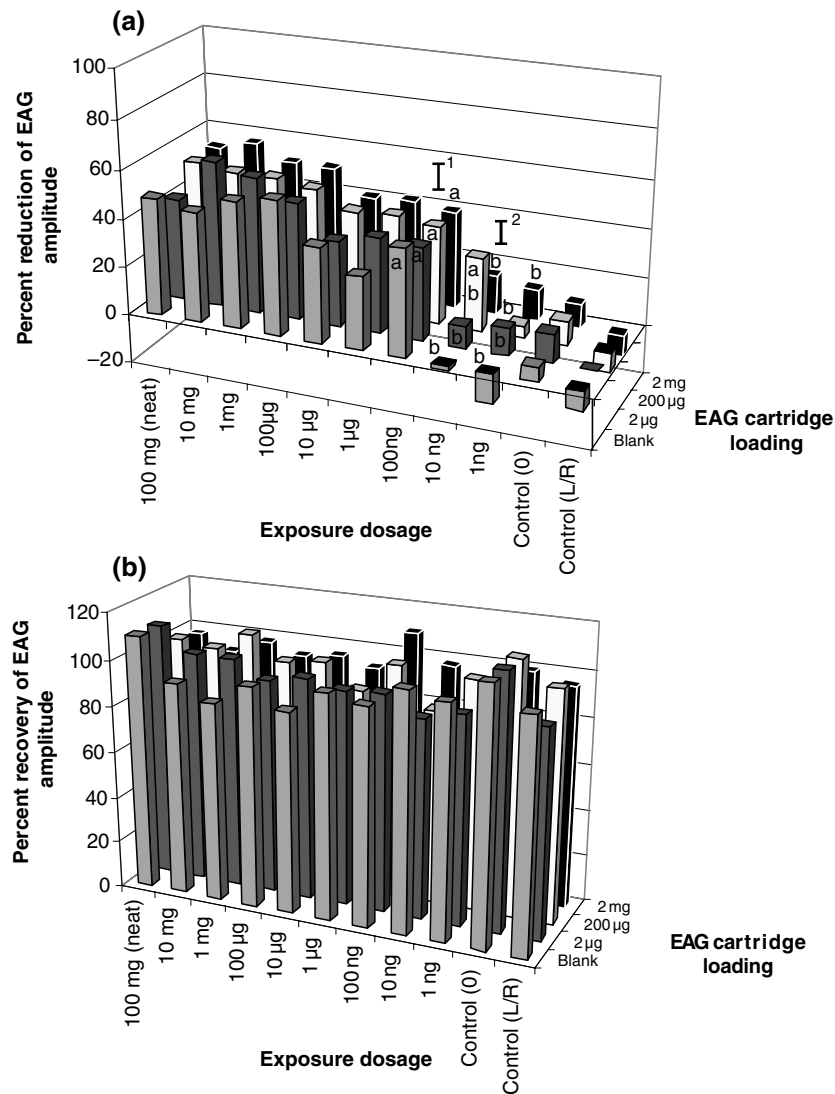 (a)
Percent reduction of EAG
amplitude
100
80
60
40
20
0
–20
1
a
2
a
a
a
a
b
b
b
b
b
b
b
b
100 mg (neat)
10 mg
1mg
100µg
10 µg
1µg
100ng
10 ng
1ng
Control (0)
Control (L/R)
2 mg
200 µg
2 µg
Blank
EAG cartridge
loading
Exposure dosage
(b)
Percent recovery of EAG
amplitude
120
100
80
60
40
20
0
100 mg (neat)
10 mg
1 mg
100 µg
10 µg
1 µg
100 ng
10 ng
1 ng
Control (0)
Control (L/R)
2 mg
200 µg
2 µg
Blank
EAG cartridge
loading
Exposure dosage